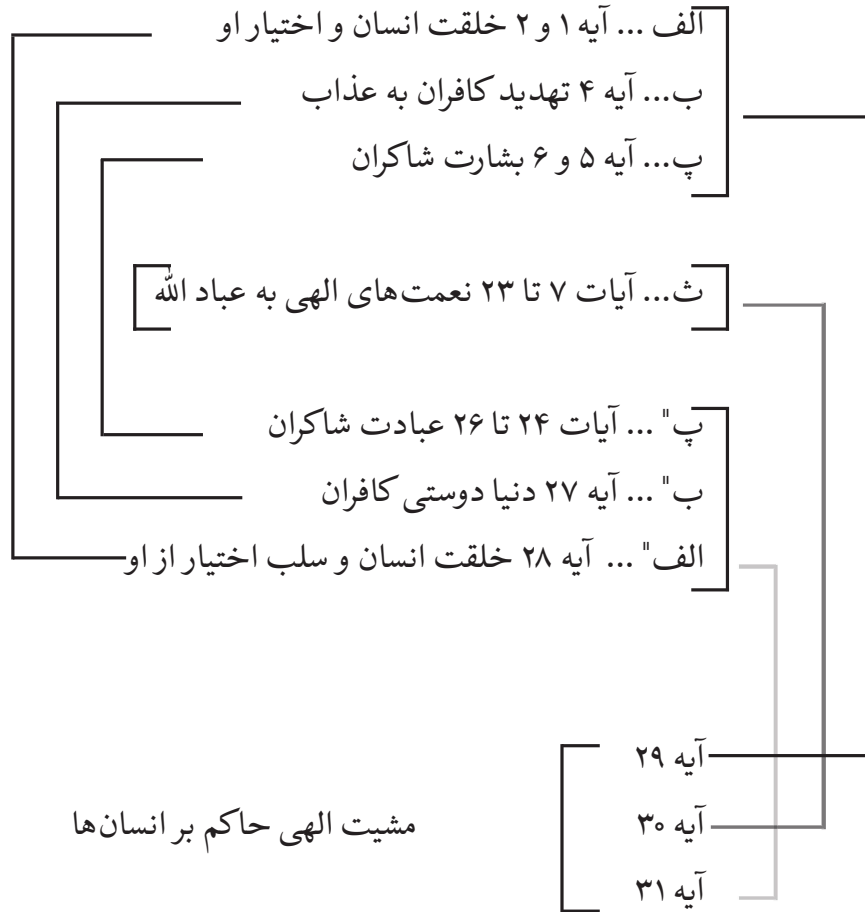 الف ... آیه ۱ و ۲ خلقت انسان و اختیار او
ب... آیه ۴ تهدید کافران به عذاب
پ... آیه ۵ و ۶ بشارت شاکران
ث... آیات ۷ تا ۲۳ نعمت‌های الهی به عباد الله
پ" ... آیات ۲۴ تا ۲۶ عبادت شاکران
ب" ... آیه ۲۷ دنیا دوستی کافران
الف" ... آیه ۲۸ خلقت انسان و سلب اختیار از او
آیه ۲۹
آیه ۳۰
مشیت الهی حاکم بر انسان‌ها
آیه ۳۱